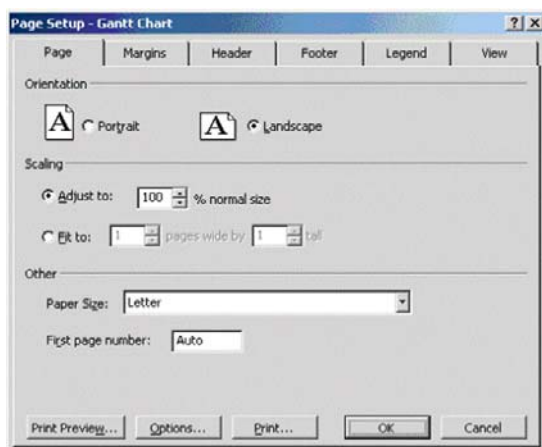 Page Setup - Gantt Chart ? x
Page Margins Header Footer Legend View
Orientation
A Portrait A Landscape
Scaling
Adjust to: 100 % normal size
Fit to: 1 pages wide by 1 tall
Other
Paper Size: Letter
First page number: Auto
Print Preview... Options... Print... OK Cancel